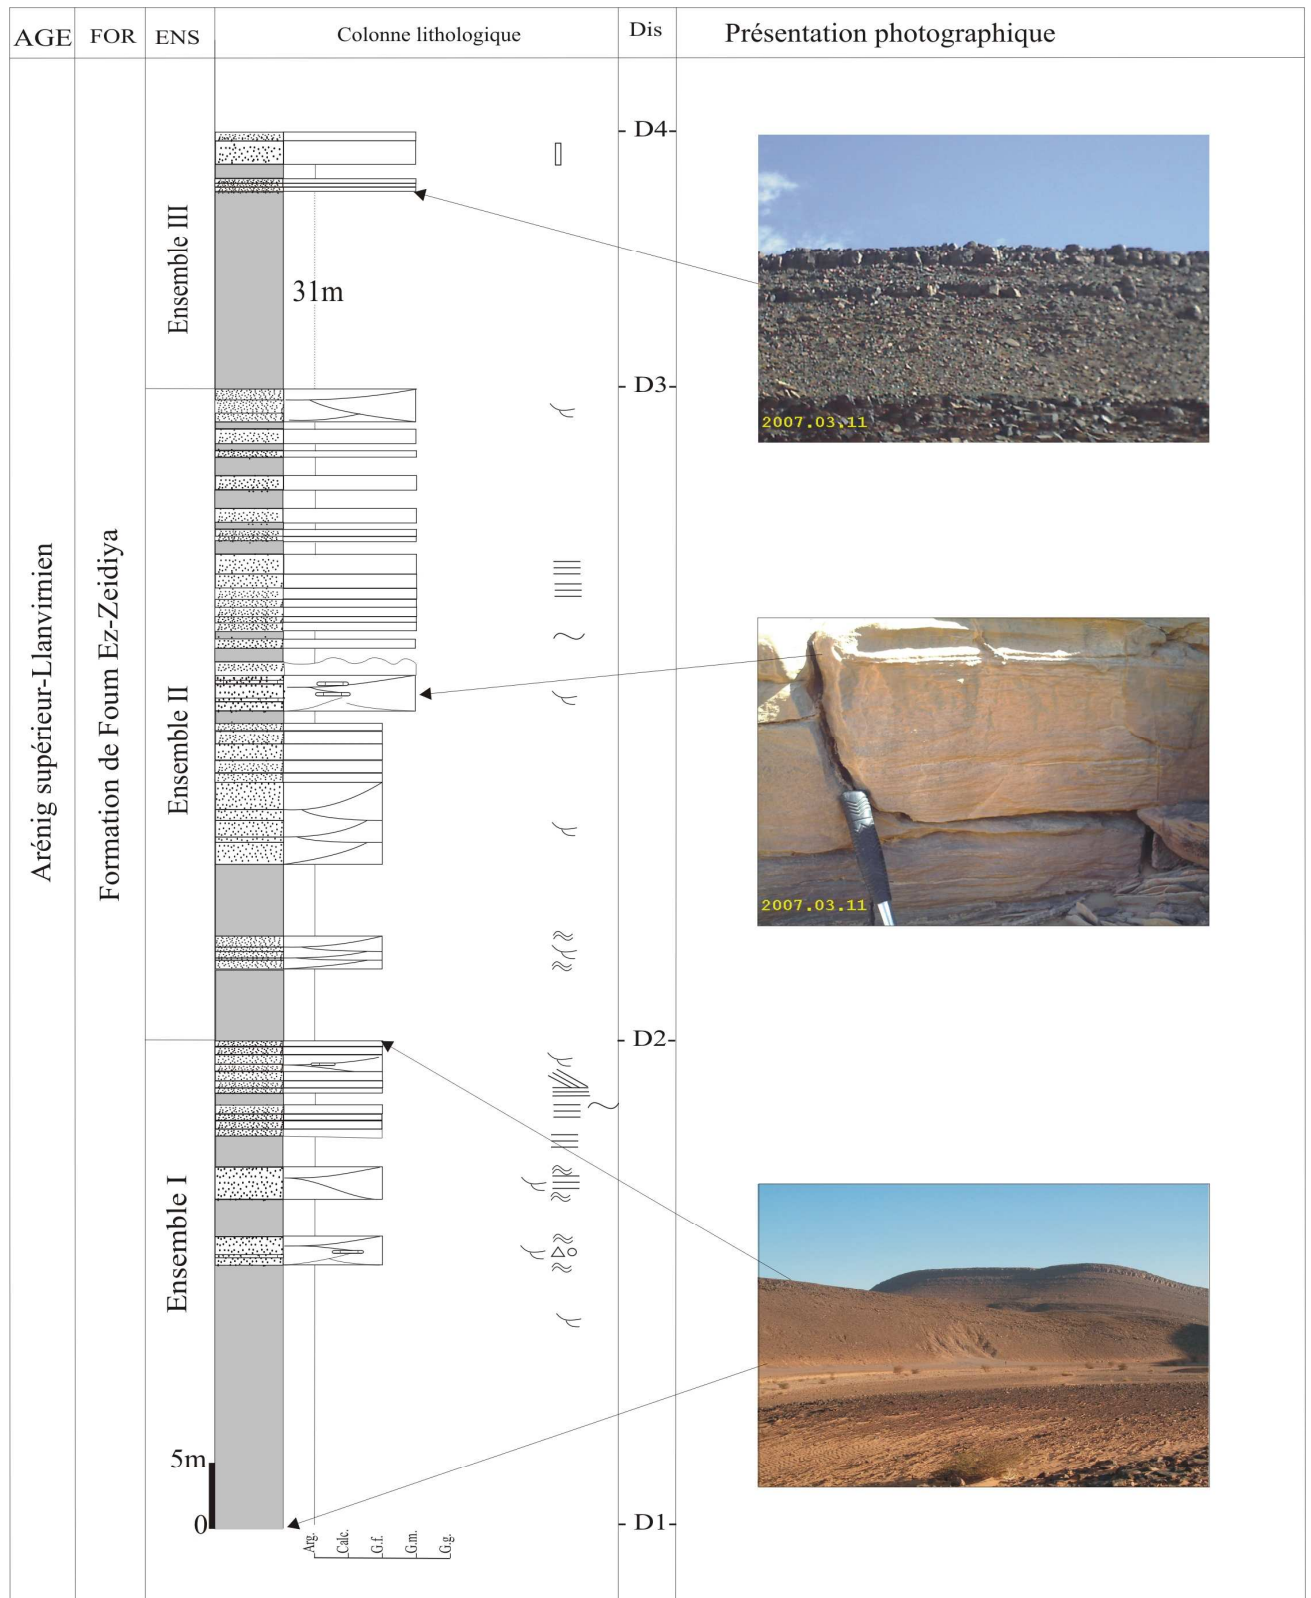 AGE
FOR
ENS
Colonne lithologique
Dis
Présentation photographique
Arénig supérieur-Llanvirnien
Formation de Foum Ez-Zeidiya
Ensemble III
Ensemble II
Ensemble I
31m
D4
D3
D2
D1
2007.03.11
2007.03.11
5m
0
Arg.
Calc.
G.f.
G.m.
G.g.